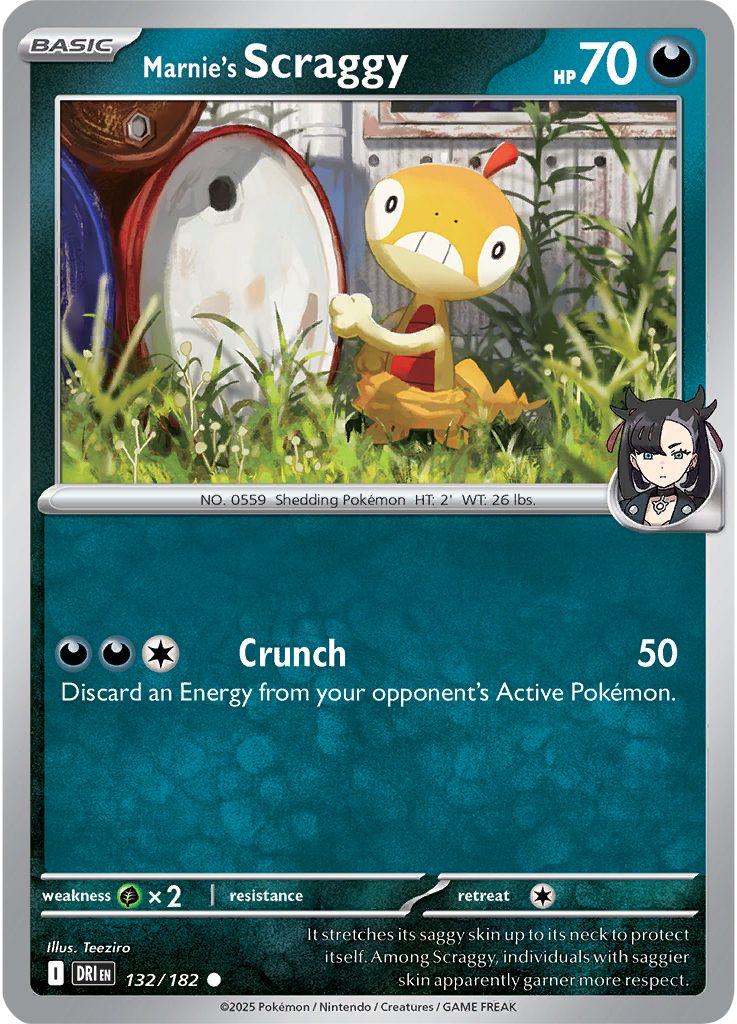 BASIC
Marnie's Scraggy
HP 70
NO. 0559 Shedding Pokémon HT: 2' WT: 26 lbs.
Crunch 50
Discard an Energy from your opponent's Active Pokémon.
weakness × 2 resistance retreat
Illus. Teeziro
It stretches its saggy skin up to its neck to protect
itself. Among Scraggy, individuals with saggier
skin apparently garner more respect.
I DRI EN 132/182
©2025 Pokémon / Nintendo / Creatures / GAME FREAK